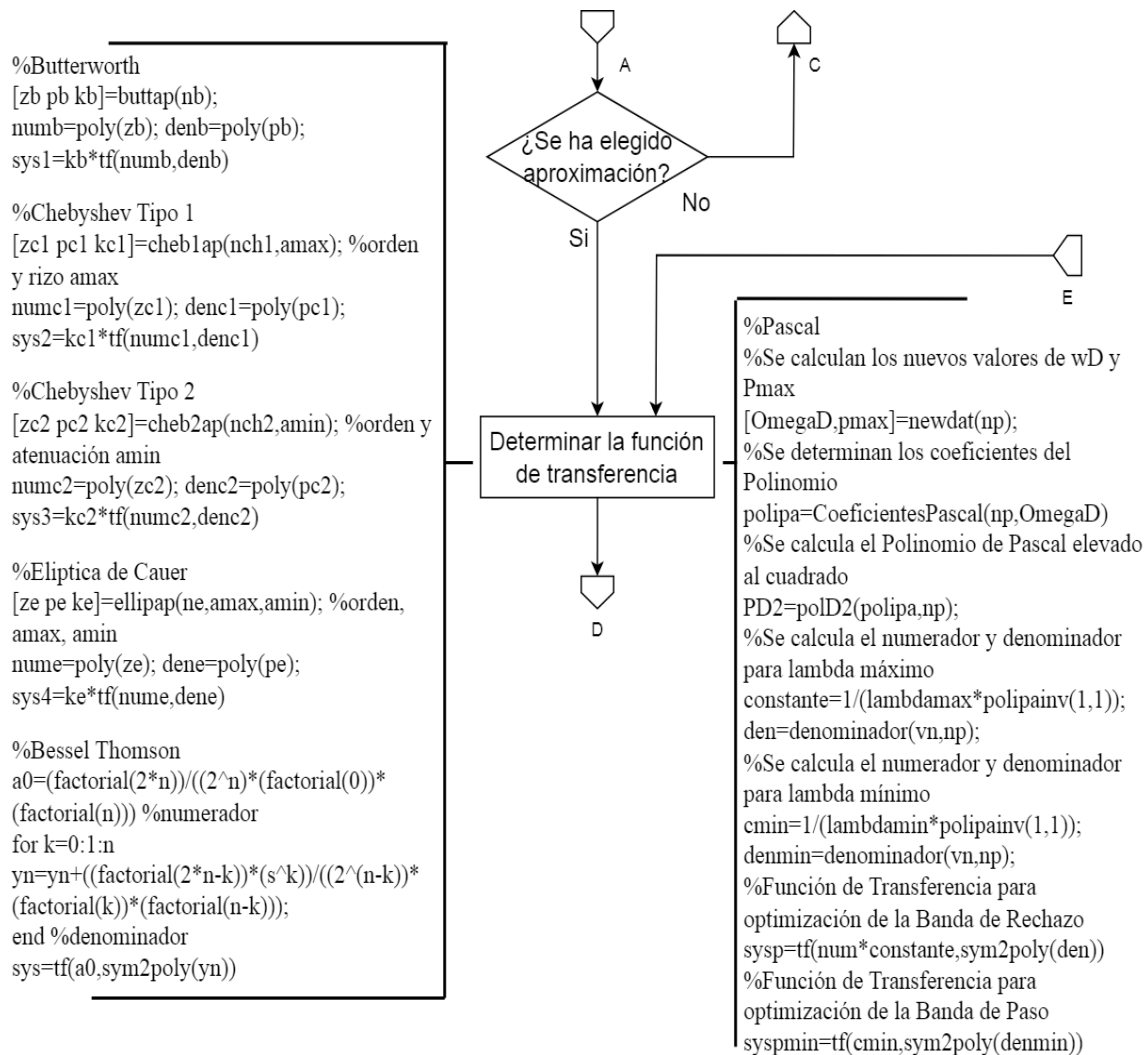 %Butterworth
[zb pb kb]=buttap(nb);
numb=poly(zb); denb=poly(pb);
sys1=kb*tf(numb,denb)
%Chebyshev Tipo 1
[zc1 pc1 kc1]=cheb1ap(nch1,amax); %orden
y rizo amax
numc1=poly(zc1); denc1=poly(pc1);
sys2=kc1*tf(numc1,denc1)
%Chebyshev Tipo 2
[zc2 pc2 kc2]=cheb2ap(nch2,amin); %orden y
atenuación amin
numc2=poly(zc2); denc2=poly(pc2);
sys3=kc2*tf(numc2,denc2)
%Eliptica de Cauer
[ze pe ke]=ellipap(ne,amax,amin); %orden,
amax, amin
nume=poly(ze); dene=poly(pe);
sys4=ke*tf(nume,dene)
%Bessel Thomson
a0=(factorial(2*n))/((2^n)*(factorial(0))*
(factorial(n))) %numerador
for k=0:1:n
yn=yn+((factorial(2*n-k))*(s^k))/((2^(n-k))*
(factorial(k))*(factorial(n-k)));
end %denominador
sys=tf(a0,sym2poly(yn))
A
C
¿Se ha elegido
aproximación?
No
Si
E
Determinar la función
de transferencia
D
%Pascal
%Se calculan los nuevos valores de wD y
Pmax
[OmegaD,pmax]=newdat(np);
%Se determinan los coeficientes del
Polinomio
polipa=CoeficientesPascal(np,OmegaD)
%Se calcula el Polinomio de Pascal elevado
al cuadrado
PD2=polD2(polipa,np);
%Se calcula el numerador y denominador
para lambda máximo
constante=1/(lambdamax*polipainv(1,1));
den=denominador(vn,np);
%Se calcula el numerador y denominador
para lambda mínimo
cmin=1/(lambdamin*polipainv(1,1));
denmin=denominador(vn,np);
%Función de Transferencia para
optimización de la Banda de Rechazo
sysp=tf(num*constante,sym2poly(den))
%Función de Transferencia para
optimización de la Banda de Paso
syspmin=tf(cmin,sym2poly(denmin))